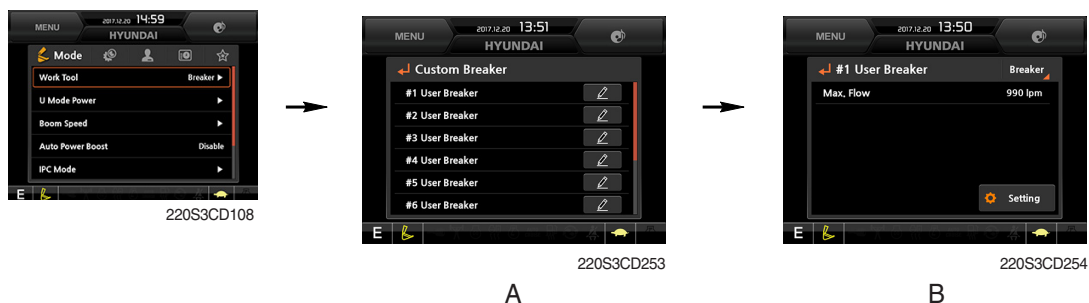 MENU
2017.12.20 14:59
HYUNDAI
Mode
Work Tool Breaker ▶
U Mode Power ▶
Boom Speed ▶
Auto Power Boost Disable
IPC Mode ▶
E
220S3CD108
MENU
2017.12.20 13:51
HYUNDAI
Custom Breaker
#1 User Breaker
#2 User Breaker
#3 User Breaker
#4 User Breaker
#5 User Breaker
#6 User Breaker
E
220S3CD253
A
MENU
2017.12.20 13:50
HYUNDAI
#1 User Breaker Breaker
Max, Flow 990 lpm
Setting
E
220S3CD254
B